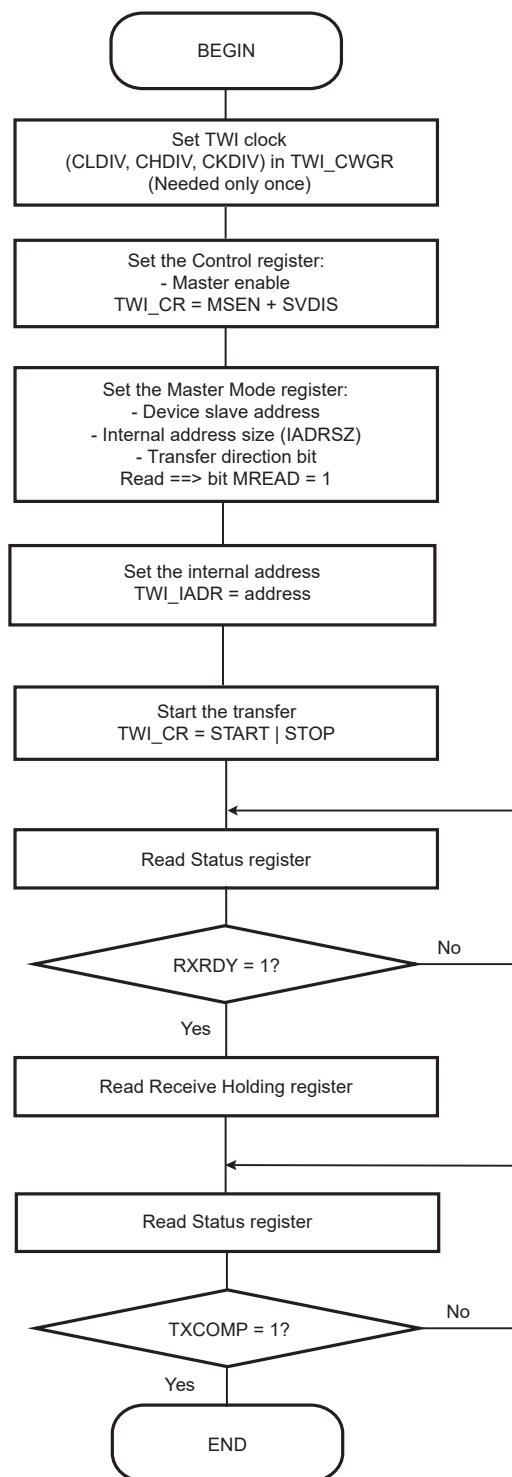 BEGIN
Set TWI clock
(CLDIV, CHDIV, CKDIV) in TWI_CWGR
(Needed only once)
Set the Control register:
- Master enable
TWI_CR = MSEN + SVDIS
Set the Master Mode register:
- Device slave address
- Internal address size (IADRSZ)
- Transfer direction bit
Read ==> bit MREAD = 1
Set the internal address
TWI_IADR = address
Start the transfer
TWI_CR = START | STOP
Read Status register
RXRDY = 1?
No
Yes
Read Receive Holding register
Read Status register
TXCOMP = 1?
No
Yes
END